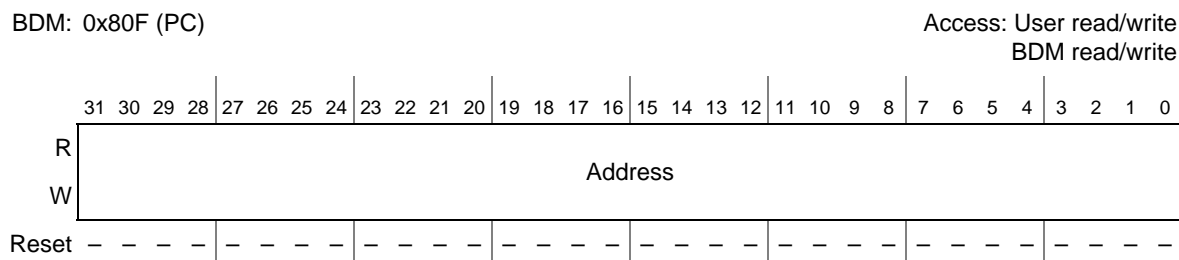 BDM: 0x80F (PC) Access: User read/write
BDM read/write
31 30 29 28 27 26 25 24 23 22 21 20 19 18 17 16 15 14 13 12 11 10 9 8 7 6 5 4 3 2 1 0
R
Address
W
Reset – – – – – – – – – – – – – – – – – – – – – – – – – – – – – – – –